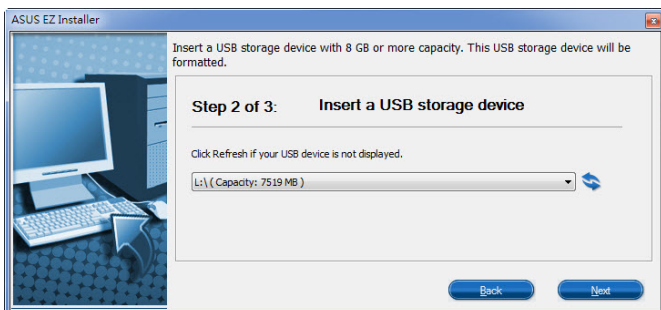 ASUS EZ Installer
Insert a USB storage device with 8 GB or more capacity. This USB storage device will be
formatted.
Step 2 of 3: Insert a USB storage device
Click Refresh if your USB device is not displayed.
L:\ ( Capacity: 7519 MB )
Back Next